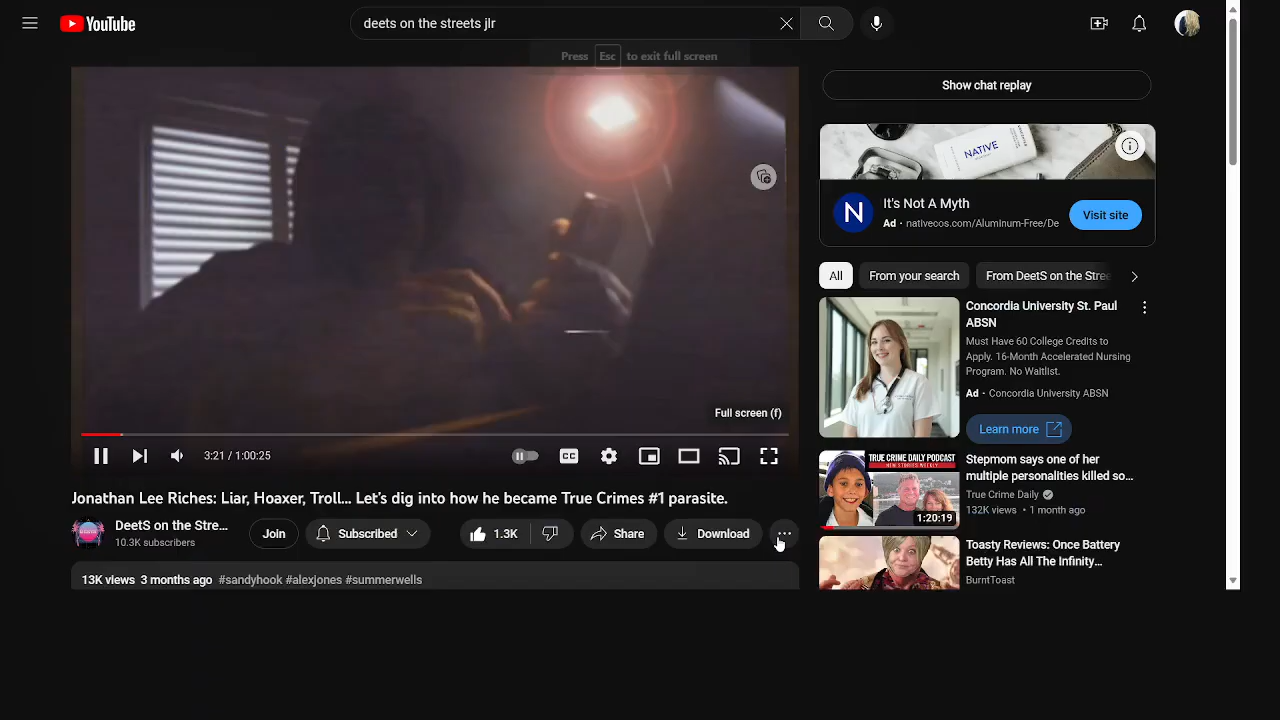 YouTube
deets on the streets jlr
Press Esc to exit full screen
Full screen (f)
3:21 / 1:00:25
CC
Jonathan Lee Riches: Liar, Hoaxer, Troll... Let's dig into how he became True Crimes #1 parasite.
DeetS on the Stre...
10.3K subscribers
Join
Subscribed
1.3K
Share
Download
13K views 3 months ago #sandyhook #alexjones #summerwells
Show chat replay
NATIVE
N
It's Not A Myth
Ad · nativecos.com/Aluminum-Free/De
Visit site
All
From your search
From DeetS on the Stree
Concordia University St. Paul
ABSN
Must Have 60 College Credits to
Apply. 16-Month Accelerated Nursing
Program. No Waitlist.
Ad · Concordia University ABSN
Learn more
TRUE CRIME DAILY PODCAST
NEW STORIES WEEKLY
1:20:19
Stepmom says one of her
multiple personalities killed so...
True Crime Daily
132K views · 1 month ago
Toasty Reviews: Once Battery
Betty Has All The Infinity...
BurntToast